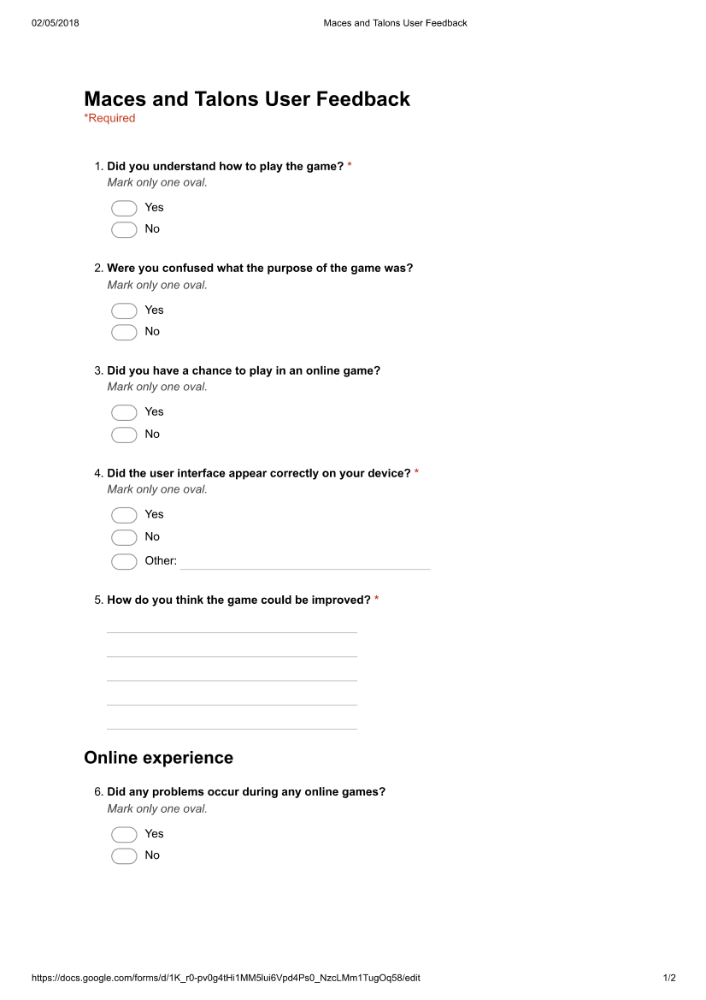 02/05/2018
Maces and Talons User Feedback
Maces and Talons User Feedback
*Required
1. Did you understand how to play the game? *
Mark only one oval.
Yes
No
2. Were you confused what the purpose of the game was?
Mark only one oval.
Yes
No
3. Did you have a chance to play in an online game?
Mark only one oval.
Yes
No
4. Did the user interface appear correctly on your device? *
Mark only one oval.
Yes
No
Other:
5. How do you think the game could be improved? *
Online experience
6. Did any problems occur during any online games?
Mark only one oval.
Yes
No
https://docs.google.com/forms/d/1K_r0-pv0g4tHi1MM5lui6Vpd4Ps0_NzcLMm1TugOq58/edit
1/2